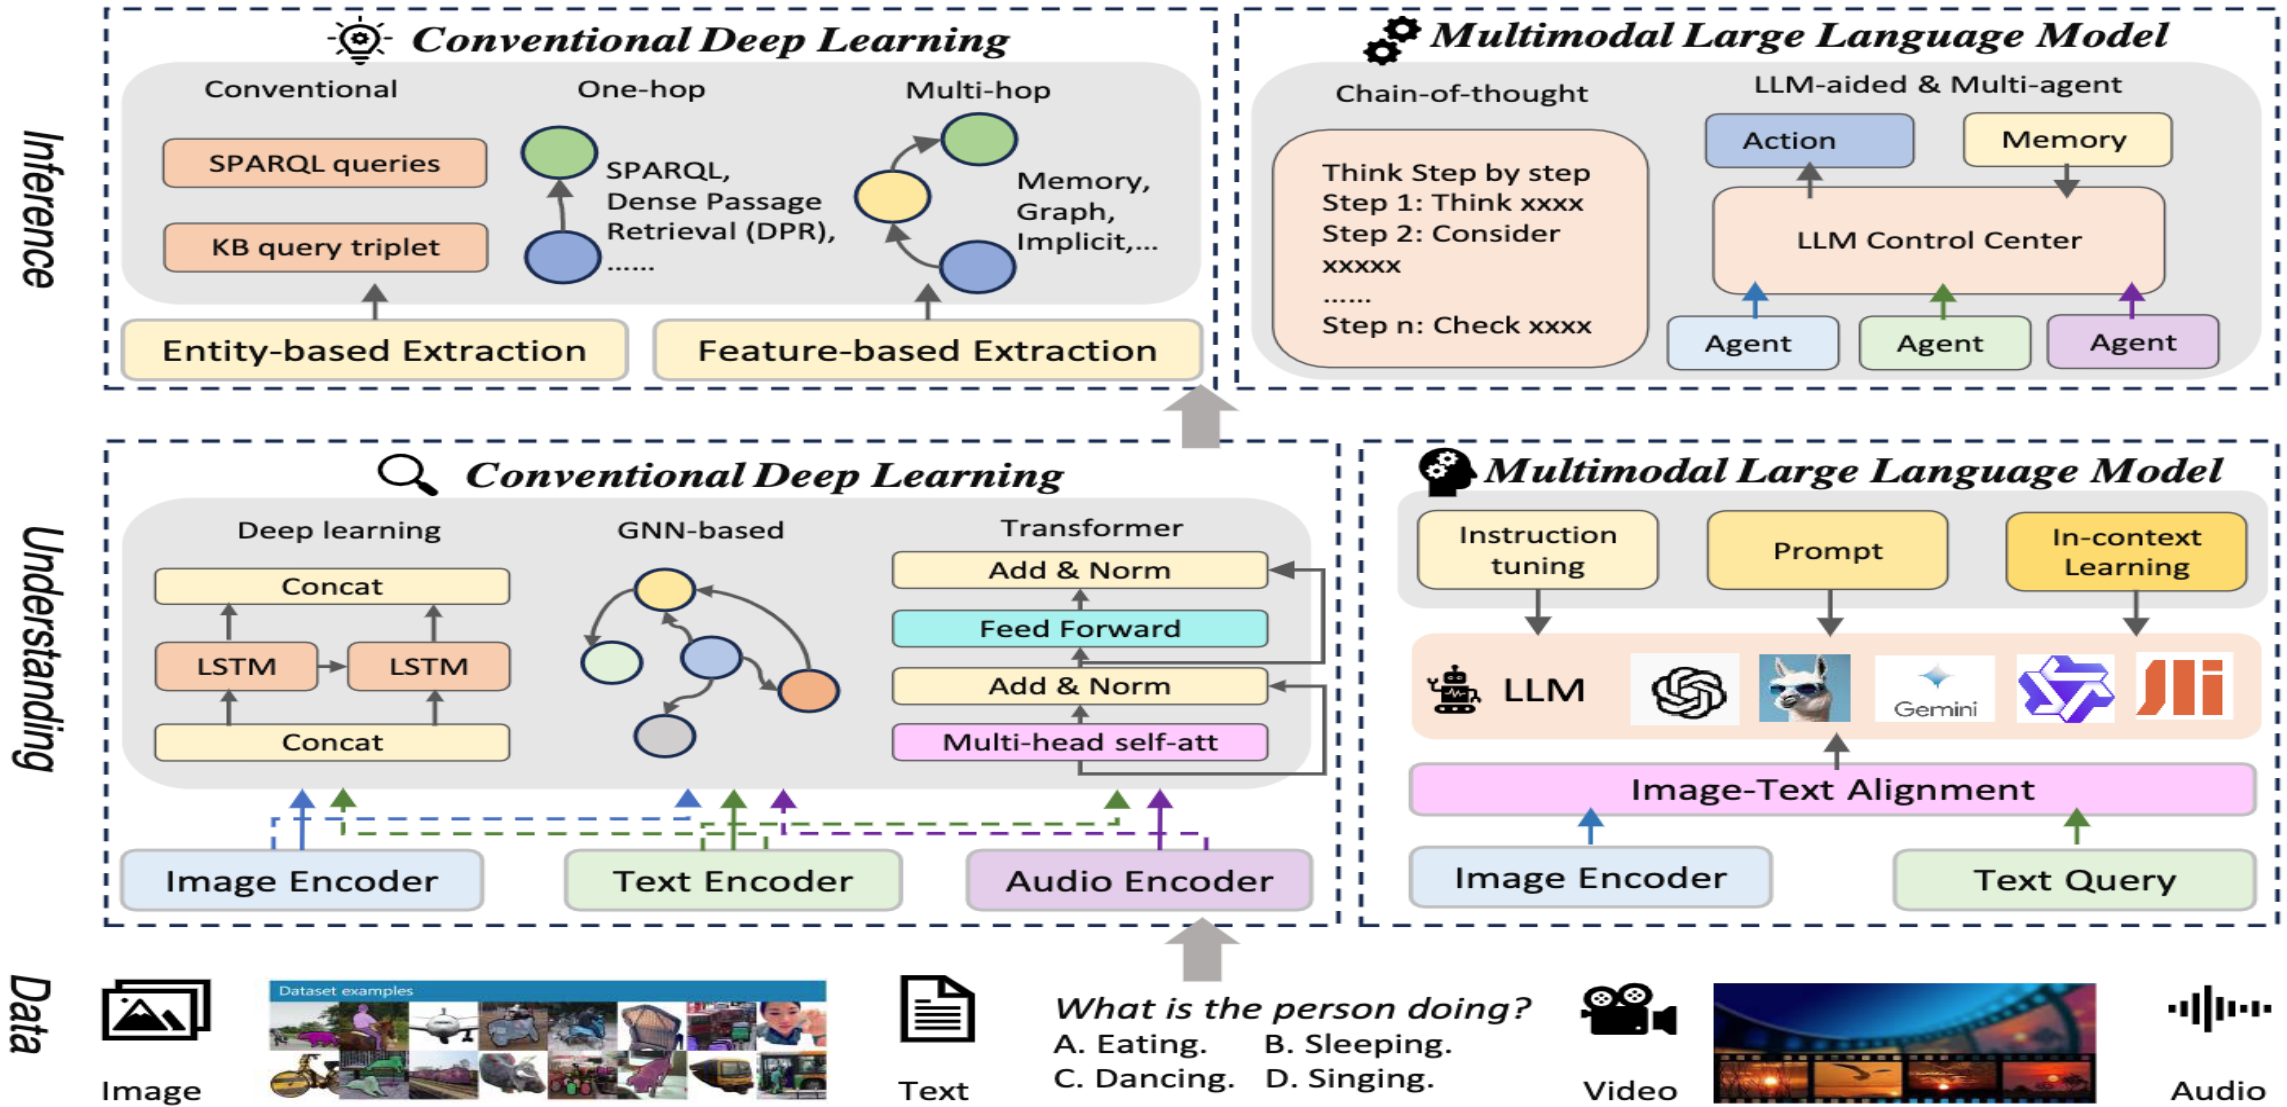 Inference
Conventional Deep Learning
Conventional
SPARQL queries
KB query triplet
One-hop
SPARQL,
Dense Passage
Retrieval (DPR),
......
Multi-hop
Memory,
Graph,
Implicit,...
Entity-based Extraction
Feature-based Extraction
Multimodal Large Language Model
Chain-of-thought
Think Step by step
Step 1: Think xxxx
Step 2: Consider
xxxxx
......
Step n: Check xxxx
LLM-aided & Multi-agent
Action
Memory
LLM Control Center
Agent
Agent
Agent
Understanding
Conventional Deep Learning
Deep learning
Concat
LSTM
LSTM
Concat
GNN-based
Transformer
Add & Norm
Feed Forward
Add & Norm
Multi-head self-att
Image Encoder
Text Encoder
Audio Encoder
Multimodal Large Language Model
Instruction
tuning
Prompt
In-context
Learning
LLM
Gemini
Image-Text Alignment
Image Encoder
Text Query
Data
Image
Dataset examples
Text
What is the person doing?
A. Eating. B. Sleeping.
C. Dancing. D. Singing.
Video
Audio